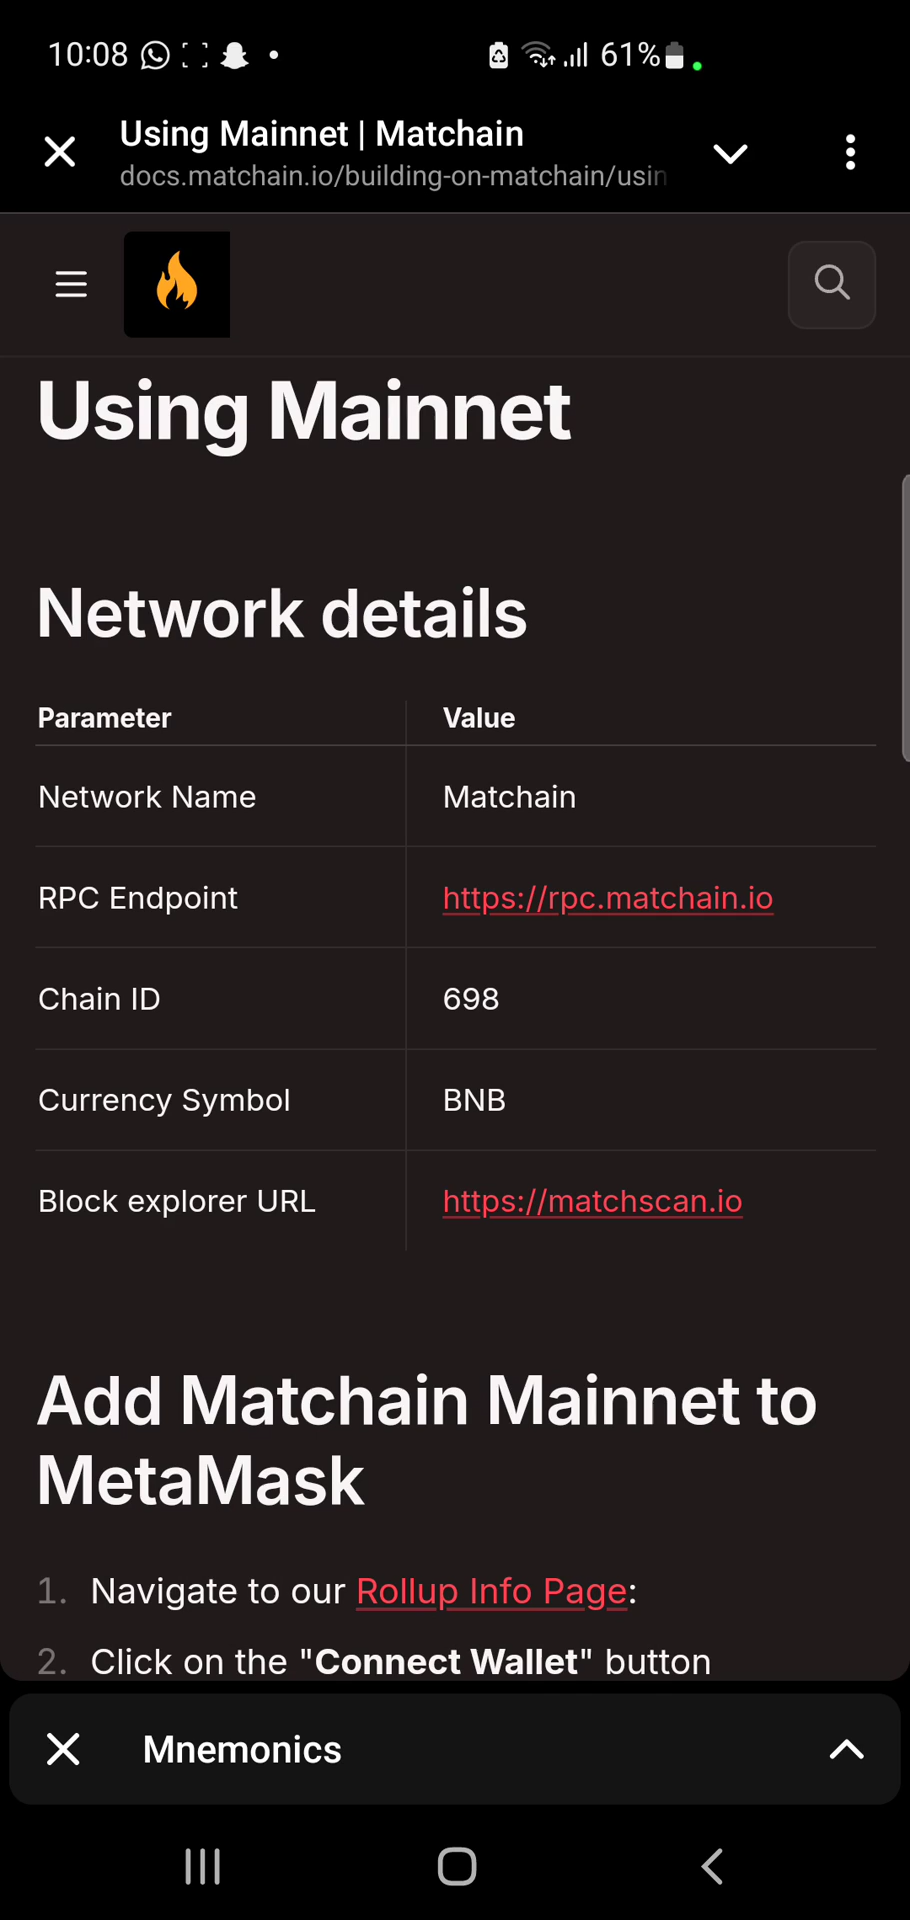 10:08 61%
Using Mainnet | Matchain
docs.matchain.io/building-on-matchain/usin
Using Mainnet
Network details
Parameter Value
Network Name Matchain
RPC Endpoint https://rpc.matchain.io
Chain ID 698
Currency Symbol BNB
Block explorer URL https://matchscan.io
Add Matchain Mainnet to
MetaMask
1. Navigate to our Rollup Info Page:
2. Click on the "Connect Wallet" button
Mnemonics